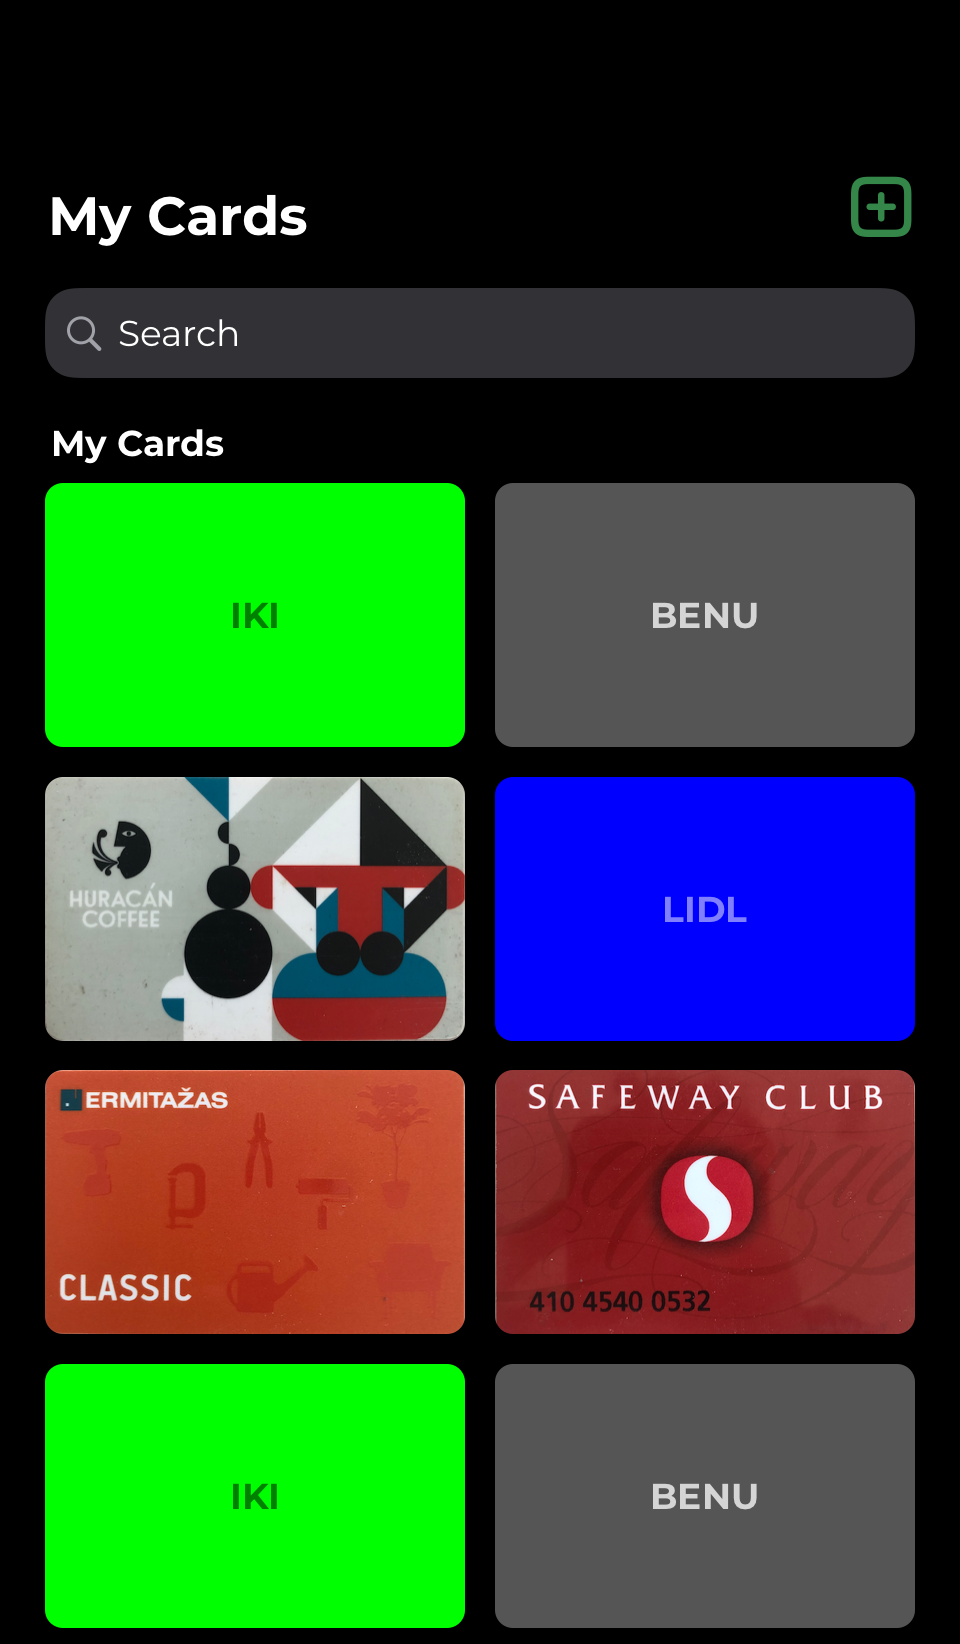 My Cards
Search
My Cards
IKI
BENU
HURACÁN
COFFEE
LIDL
ERMITAŽAS
CLASSIC
SAFEWAY CLUB
Safeway
410 4540 0532
IKI
BENU